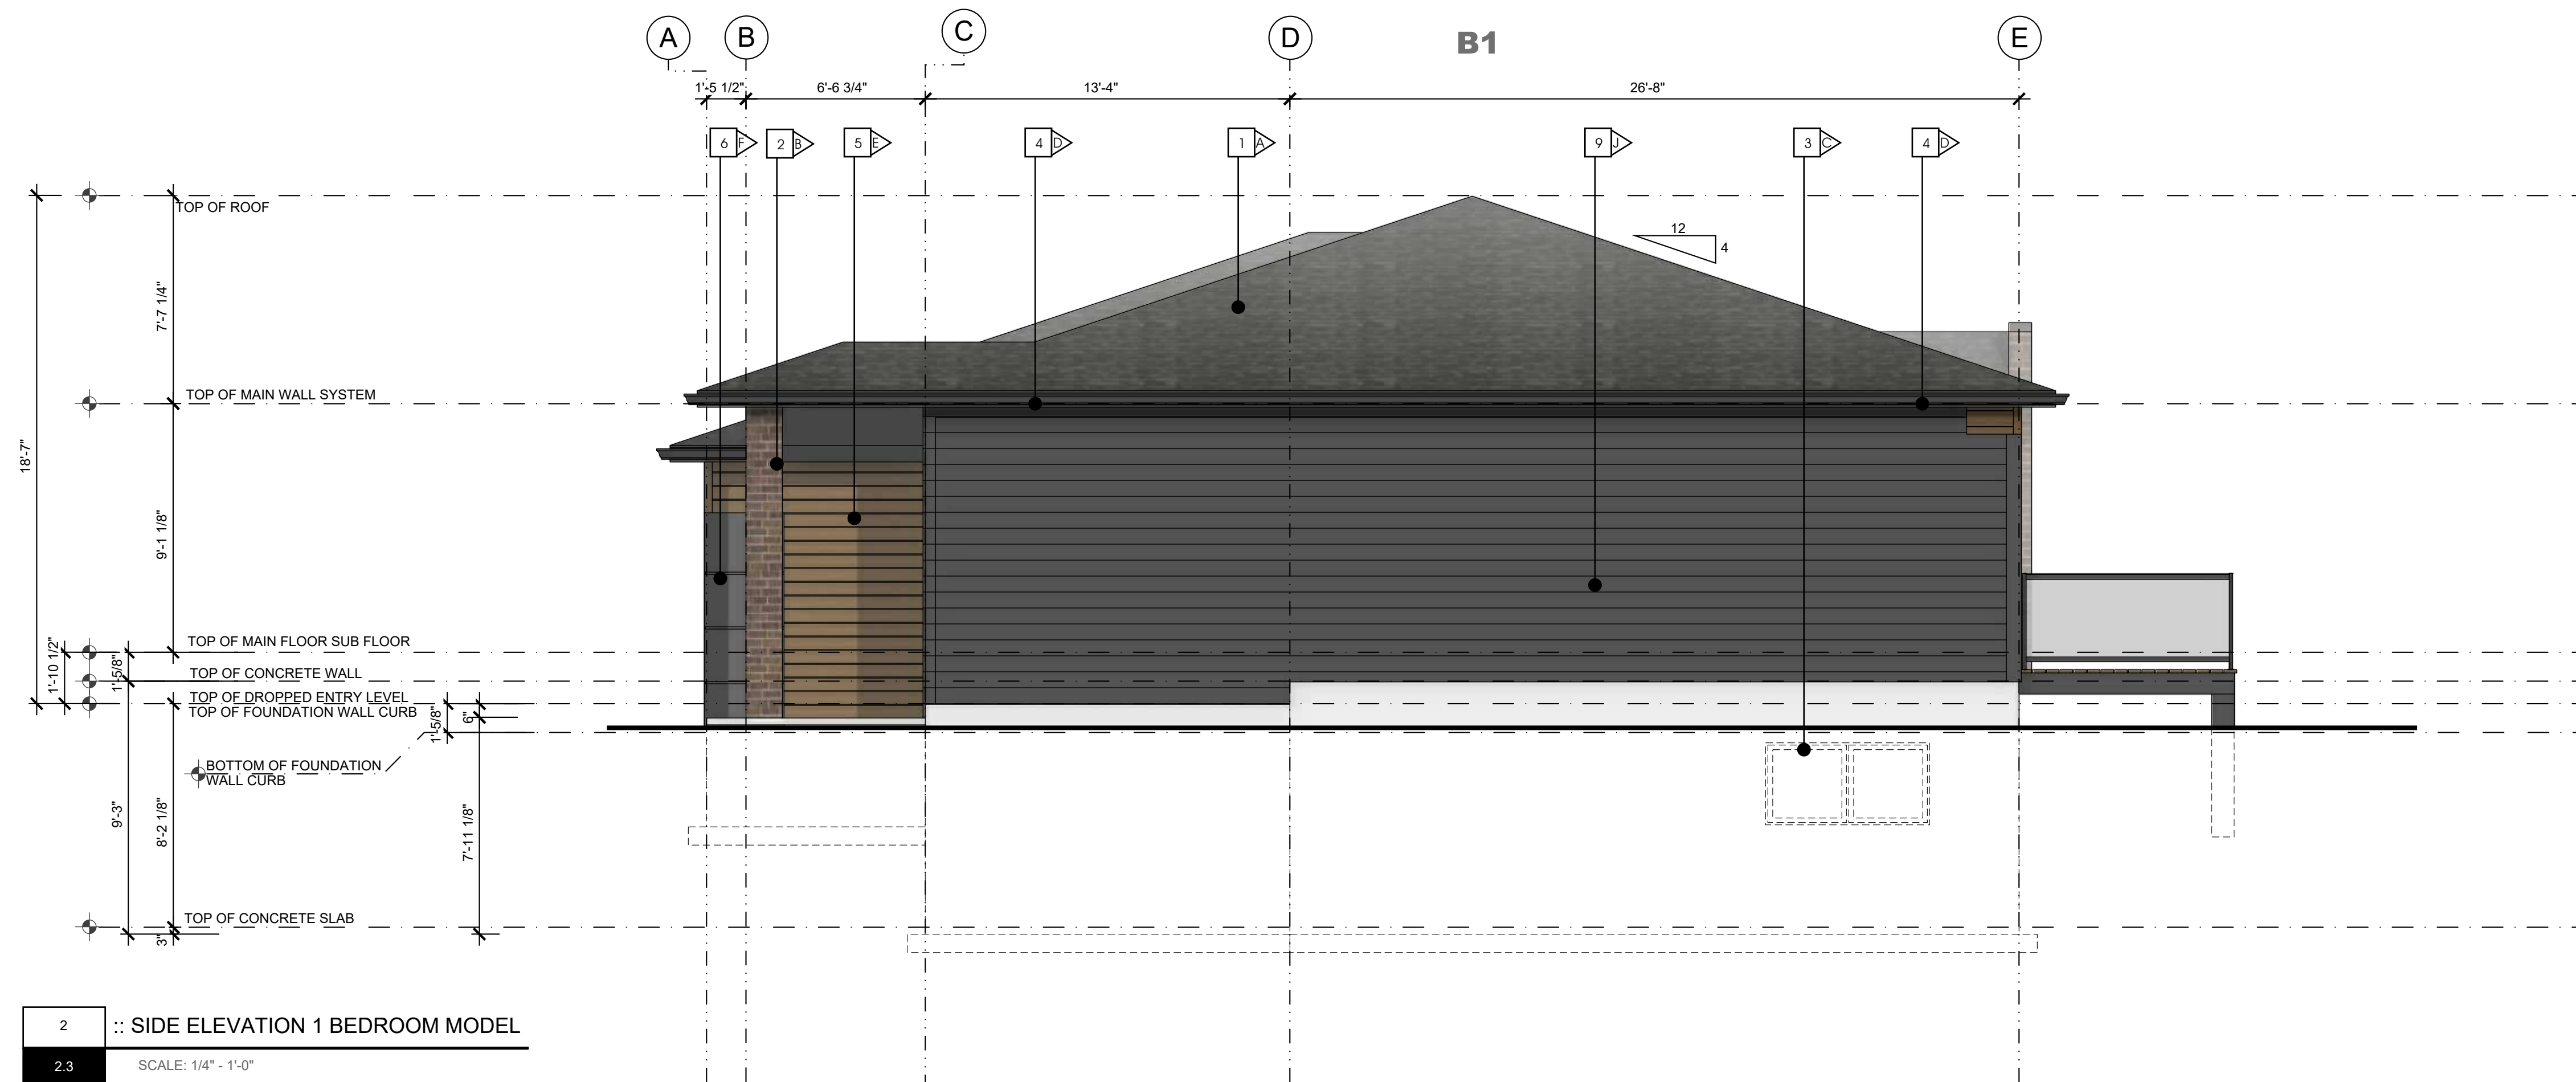 A B C D B1 E
1'-5 1/2" 6'-6 3/4" 13'-4" 26'-8"
6 F 2 B 5 E 4 D 1 A 9 J 3 C 4 D
TOP OF ROOF
12
4
7'-7 1/4"
TOP OF MAIN WALL SYSTEM
18'-7"
9'-1 1/8"
TOP OF MAIN FLOOR SUB FLOOR
1'-10 1/2"
1'-5/8"
TOP OF CONCRETE WALL
TOP OF DROPPED ENTRY LEVEL
TOP OF FOUNDATION WALL CURB
1'-5/8"
6"
BOTTOM OF FOUNDATION
WALL CURB
9'-3"
8'-2 1/8"
7'-11 1/8"
TOP OF CONCRETE SLAB
3"
2 :: SIDE ELEVATION 1 BEDROOM MODEL
2.3 SCALE: 1/4" - 1'-0"